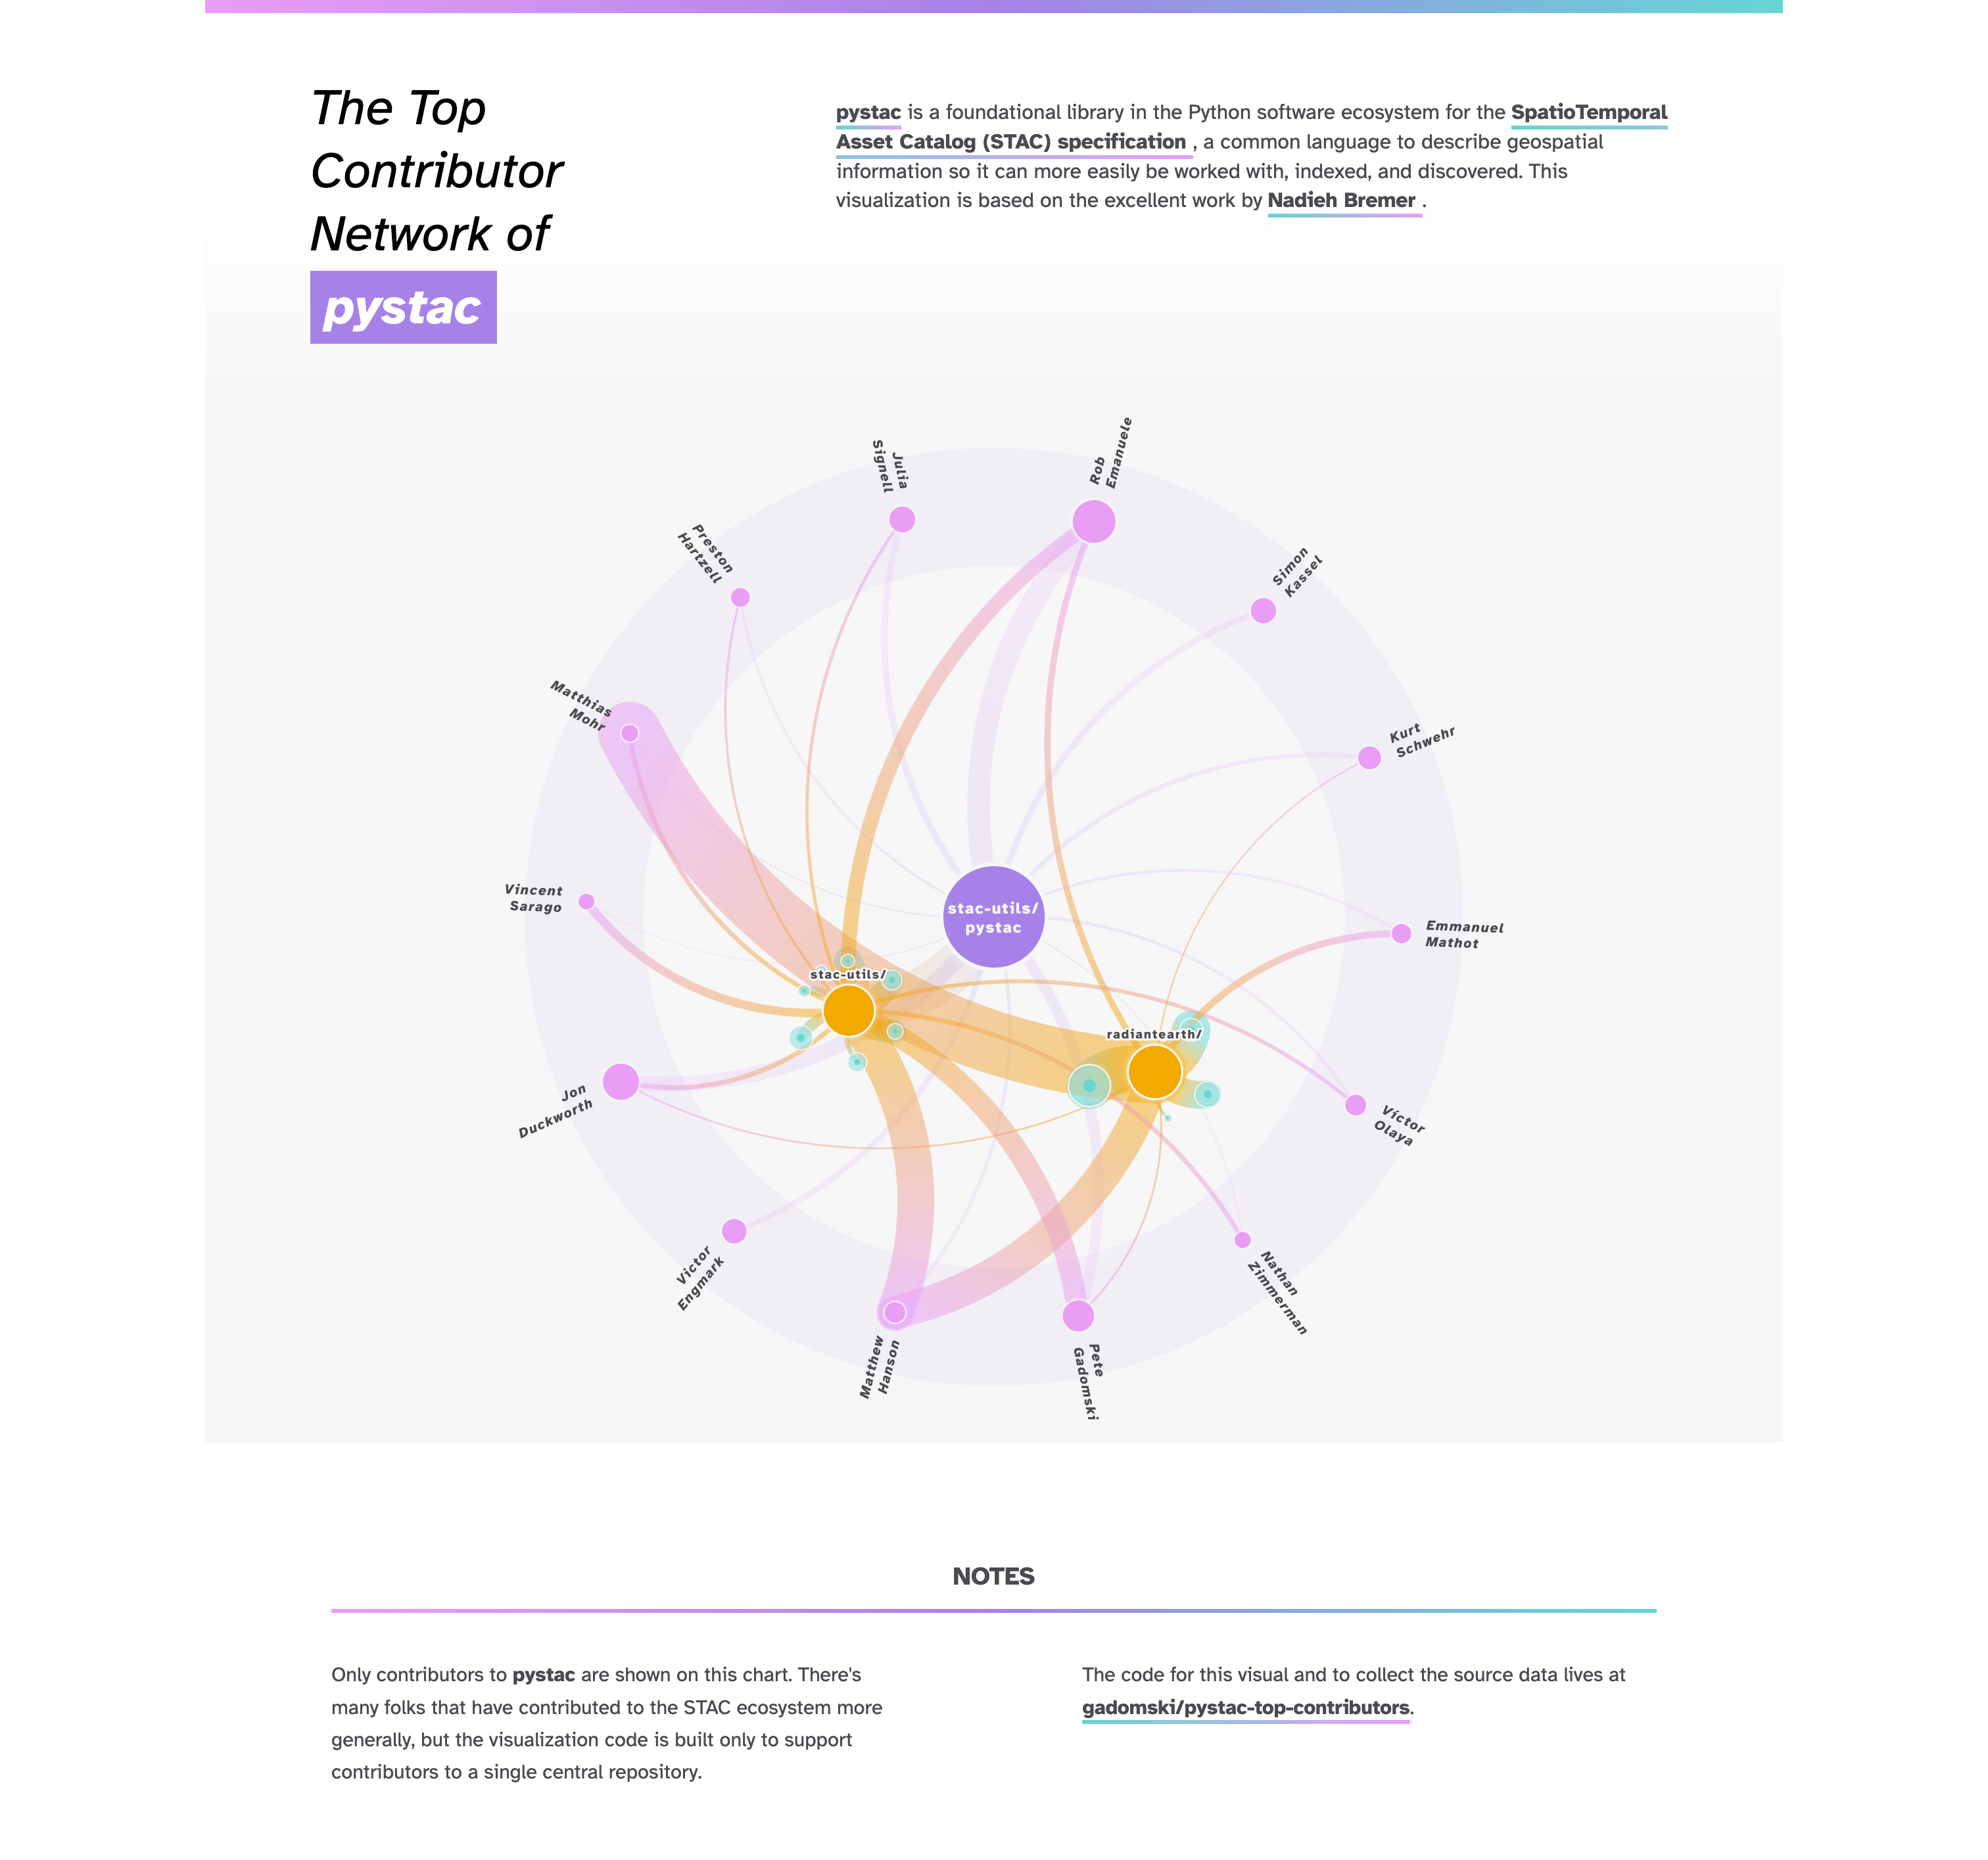 The Top
Contributor
Network of
pystac
pystac is a foundational library in the Python software ecosystem for the SpatioTemporal
Asset Catalog (STAC) specification , a common language to describe geospatial
information so it can more easily be worked with, indexed, and discovered. This
visualization is based on the excellent work by Nadieh Bremer .
Julia
Signell
Rob
Emanuele
Preston
Hartzell
Simon
Kassel
Matthias
Mohr
Kurt
Schwehr
Vincent
Sarago
stac-utils/
pystac
Emmanuel
Mathot
stac-utils/
radiantearth/
Jon
Duckworth
Víctor
Olaya
Victor
Engmark
Nathan
Zimmerman
Matthew
Hanson
Pete
Gadomski
NOTES
Only contributors to pystac are shown on this chart. There's
many folks that have contributed to the STAC ecosystem more
generally, but the visualization code is built only to support
contributors to a single central repository.
The code for this visual and to collect the source data lives at
gadomski/pystac-top-contributors.